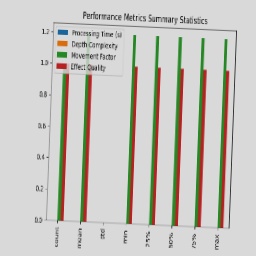 Performance Metrics Summary Statistics
Processing Time (s)
Depth Complexity
Movement Factor
Effect Quality
1.2
1.0
0.8
0.6
0.4
0.2
0.0
count
mean
std
min
25%
50%
75%
max